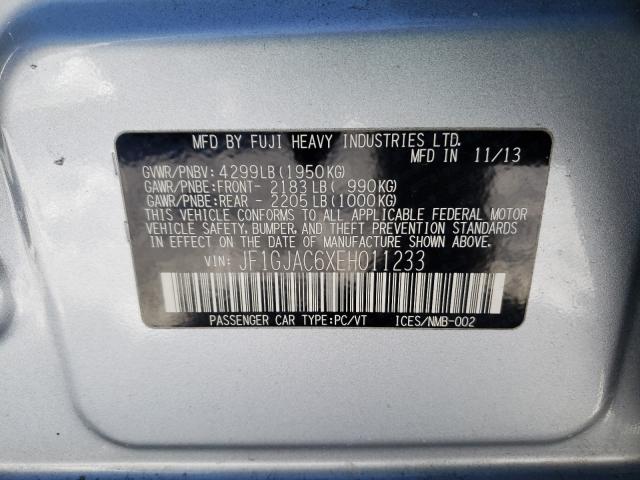 MFD BY FUJI HEAVY INDUSTRIES LTD.
MFD IN 11/13
GVWR/PNBV: 4299LB(1950KG)
GAWR/PNBE:FRONT- 2183LB( 990KG)
GAWR/PNBE:REAR - 2205LB(1000KG)
THIS VEHICLE CONFORMS TO ALL APPLICABLE FEDERAL MOTOR
VEHICLE SAFETY,BUMPER,AND THEFT PREVENTION STANDARDS
IN EFFECT ON THE DATE OF MANUFACTURE SHOWN ABOVE.
VIN: JF1GJAC6XEH011233
PASSENGER CAR TYPE:PC/VT ICES/NMB-002